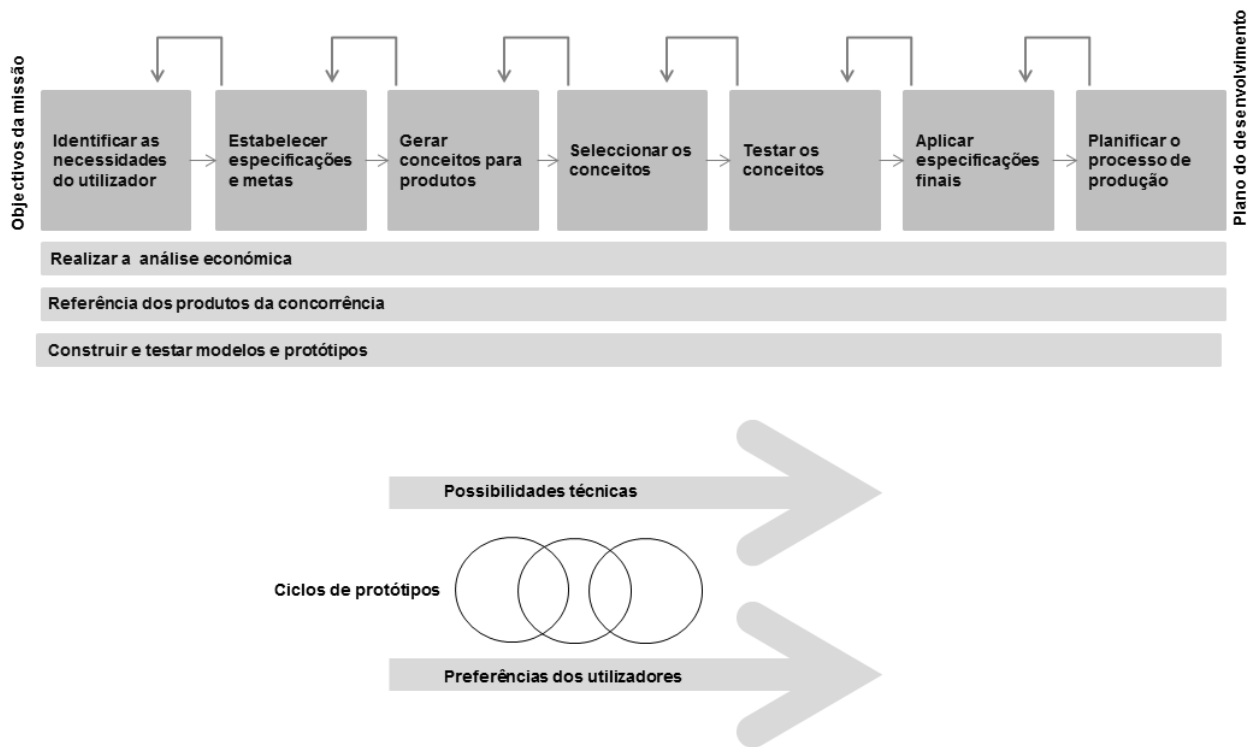 Objectivos da missão
Identificar as
necessidades
do utilizador
Estabelecer
especificações
e metas
Gerar
conceitos para
produtos
Seleccionar os
conceitos
Testar os
conceitos
Aplicar
especificações
finais
Planificar o
processo de
produção
Plano do desenvolvimento
Realizar a  análise económica
Referência dos produtos da concorrência
Construir e testar modelos e protótipos
Possibilidades técnicas
Ciclos de protótipos
Preferências dos utilizadores